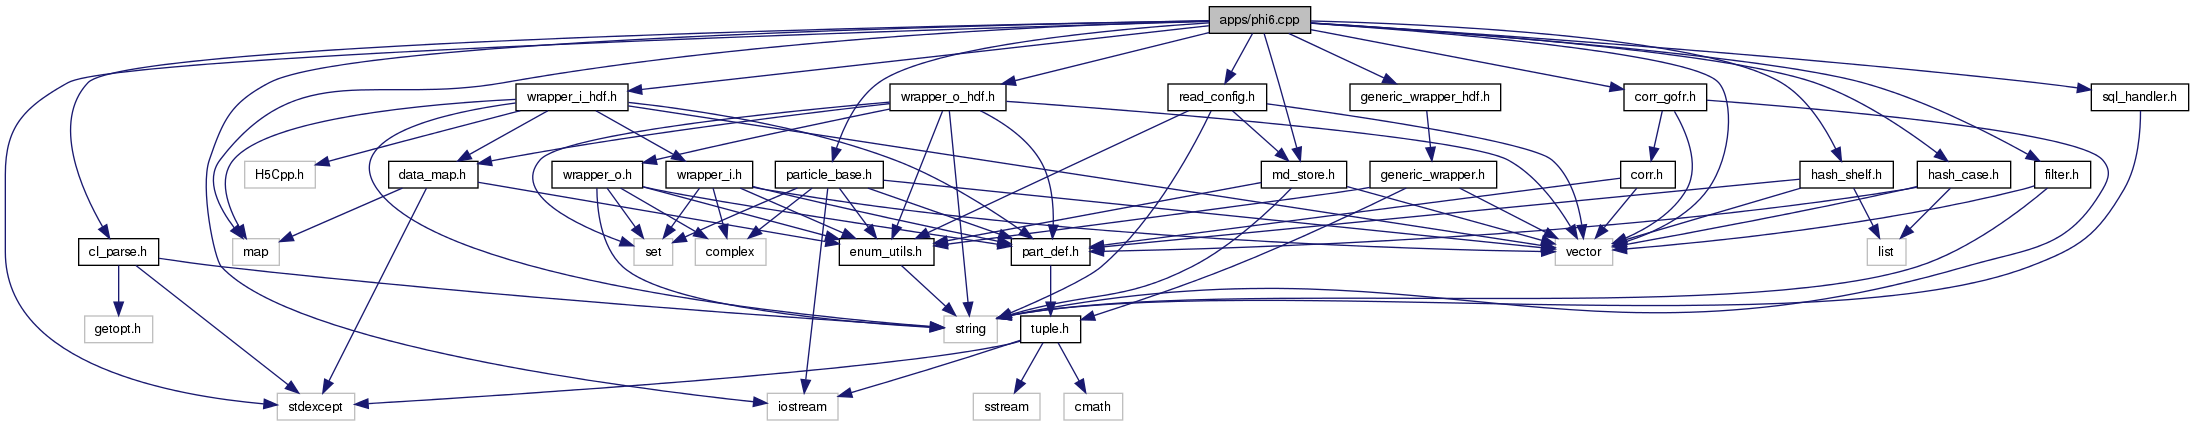 apps/phi6.cpp
wrapper_i_hdf.h
wrapper_o_hdf.h
read_config.h
generic_wrapper_hdf.h
corr_gofr.h
sql_handler.h
H5Cpp.h
data_map.h
wrapper_o.h
wrapper_i.h
particle_base.h
md_store.h
generic_wrapper.h
corr.h
hash_shelf.h
hash_case.h
filter.h
cl_parse.h
map
set
complex
enum_utils.h
part_def.h
vector
list
getopt.h
string
tuple.h
stdexcept
iostream
sstream
cmath